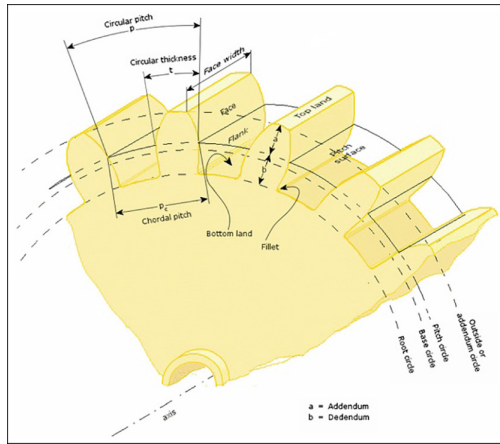 Circular pitch
p
Circular thickness
t
Face width
Face
Flank
Top land
a
b
Pitch surface
Pc
Chordal pitch
Bottom land
Fillet
Outside or
addendum circle
Pitch circle
Base circle
Root circle
axis
a = Addendum
b = Dedendum